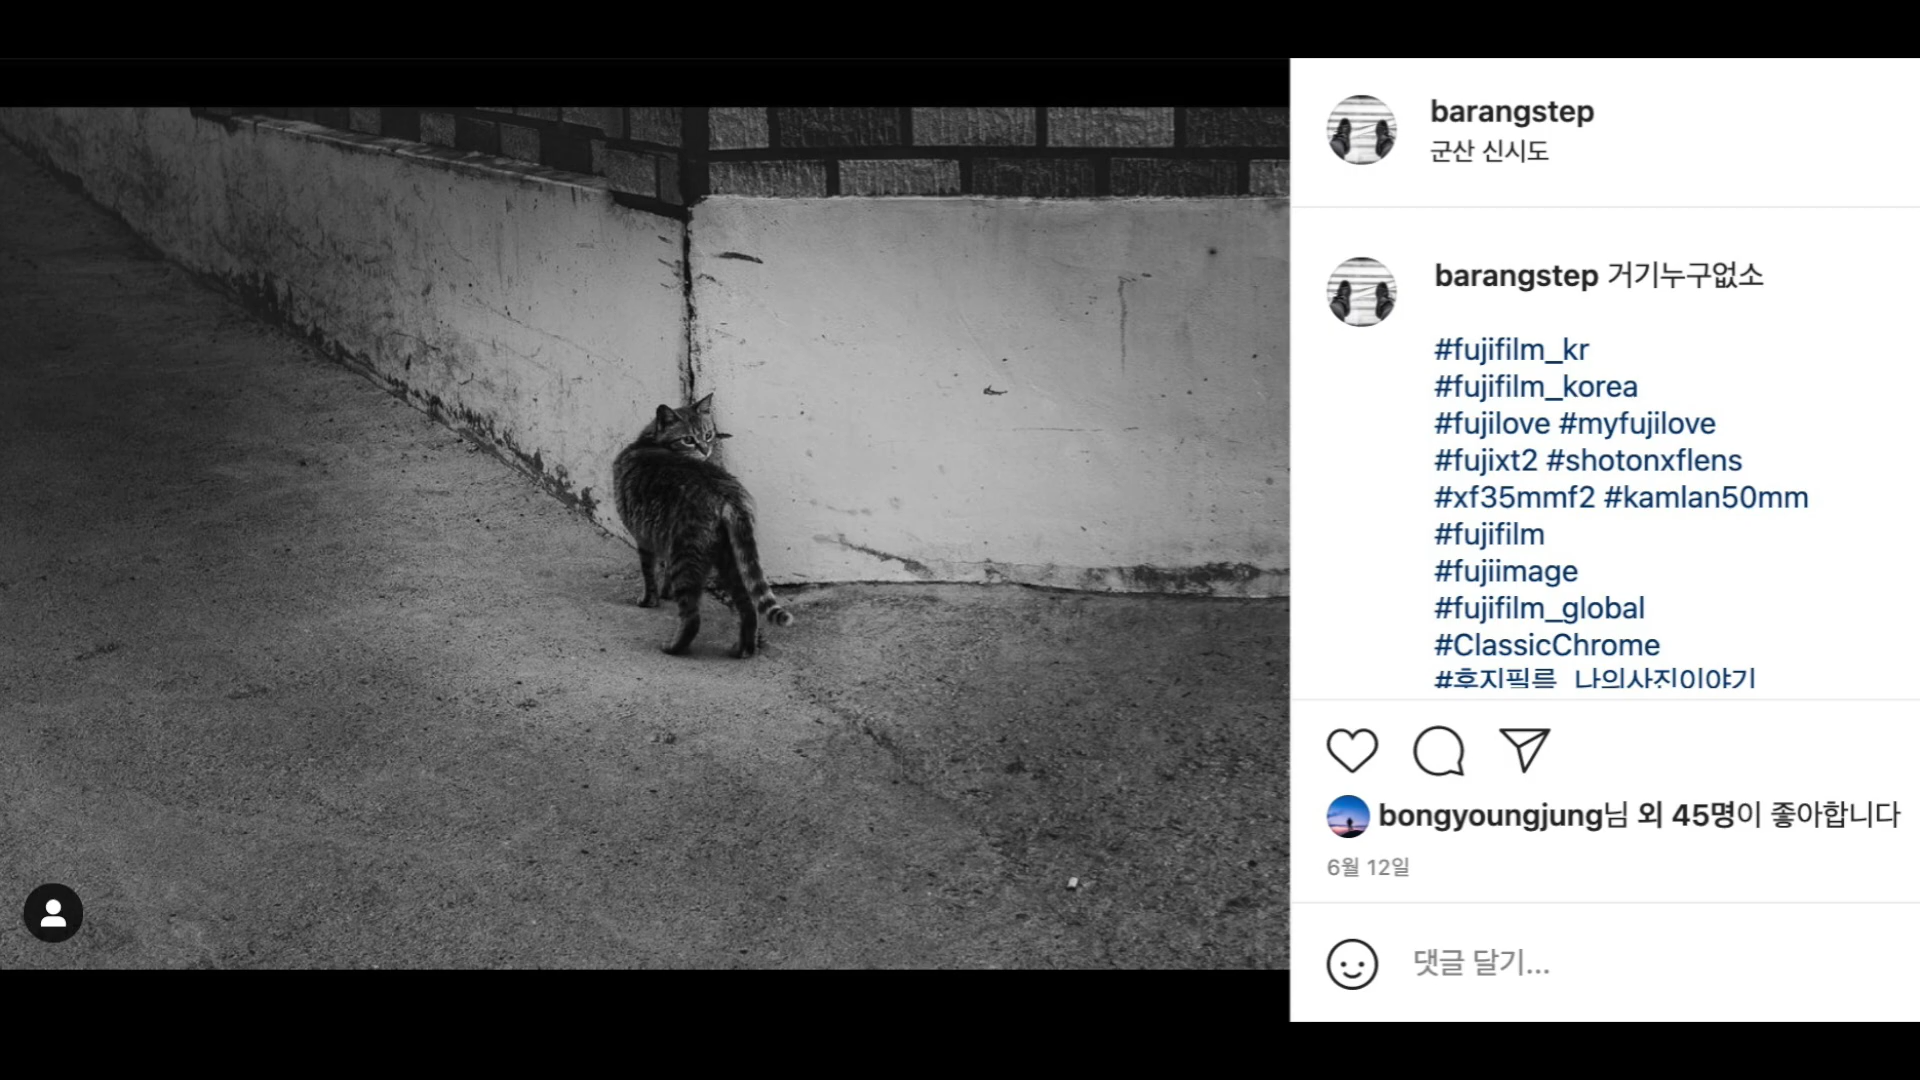 barangstep
군산 신시도
barangstep 거기누구없소
#fujifilm_kr
#fujifilm_korea
#fujilove #myfujilove
#fujixt2 #shotonxflens
#xf35mmf2 #kamlan50mm
#fujifilm
#fujiimage
#fujifilm_global
#ClassicChrome
#후지필름_나의사진이야기
bongyoungjung님 외 45명이 좋아합니다
6월 12일
댓글 달기...